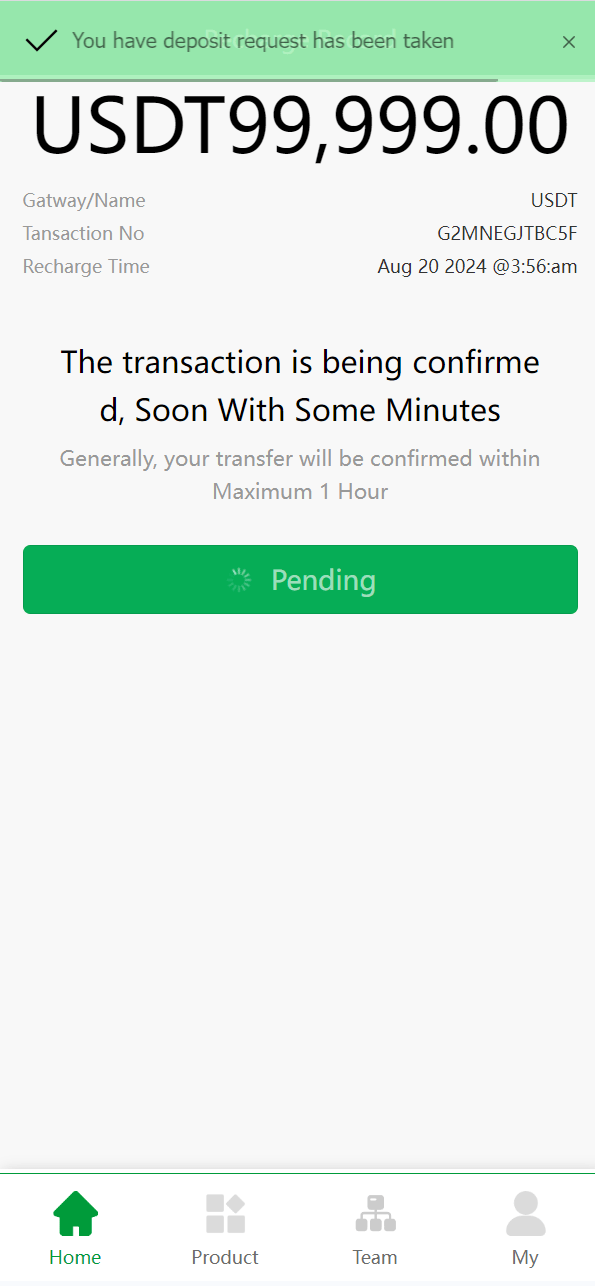 You have deposit request has been taken
USDT99,999.00
Gatway/Name USDT
Tansaction No G2MNEGJTBC5F
Recharge Time Aug 20 2024 @3:56:am
The transaction is being confirme
d, Soon With Some Minutes
Generally, your transfer will be confirmed within
Maximum 1 Hour
Pending
Home Product Team My